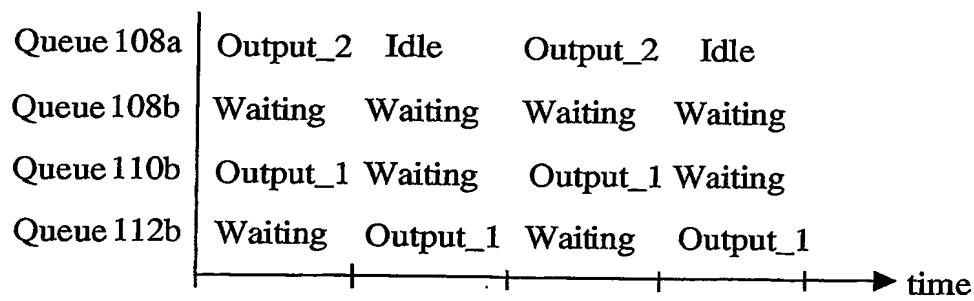 Queue 108a Output_2 Idle Output_2 Idle
Queue 108b Waiting Waiting Waiting Waiting
Queue 110b Output_1 Waiting Output_1 Waiting
Queue 112b Waiting Output_1 Waiting Output_1
time